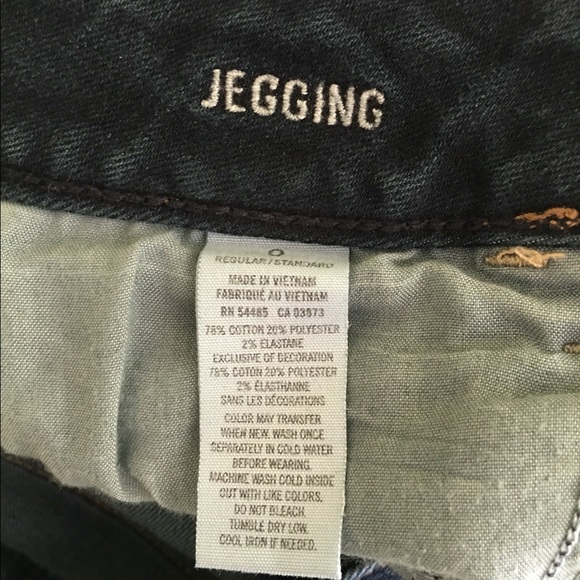 JEGGING
0
REGULAR/STANDARD
MADE IN VIETNAM
FABRIQUÉ AU VIETNAM
RN 54485 CA 03573
78% COTTON 20% POLYESTER
2% ELASTANE
EXCLUSIVE OF DECORATION
78% COTON 20% POLYESTER
2% ÉLASTHANNE
SANS LES DÉCORATIONS
COLOR MAY TRANSFER
WHEN NEW. WASH ONCE
SEPARATELY IN COLD WATER
BEFORE WEARING.
MACHINE WASH COLD INSIDE
OUT WITH LIKE COLORS.
DO NOT BLEACH.
TUMBLE DRY LOW.
COOL IRON IF NEEDED.